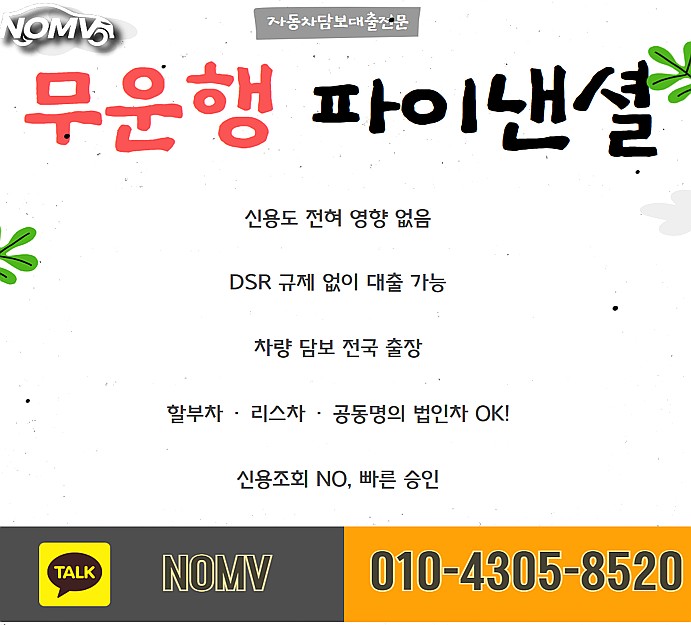 NOMV
자동차담보대출전문
무운행 파이낸셜
신용도 전혀 영향 없음
DSR 규제 없이 대출 가능
차량 담보 전국 출장
할부차 · 리스차 · 공동명의 법인차 OK!
신용조회 NO, 빠른 승인
TALK NOMV 010-4305-8520